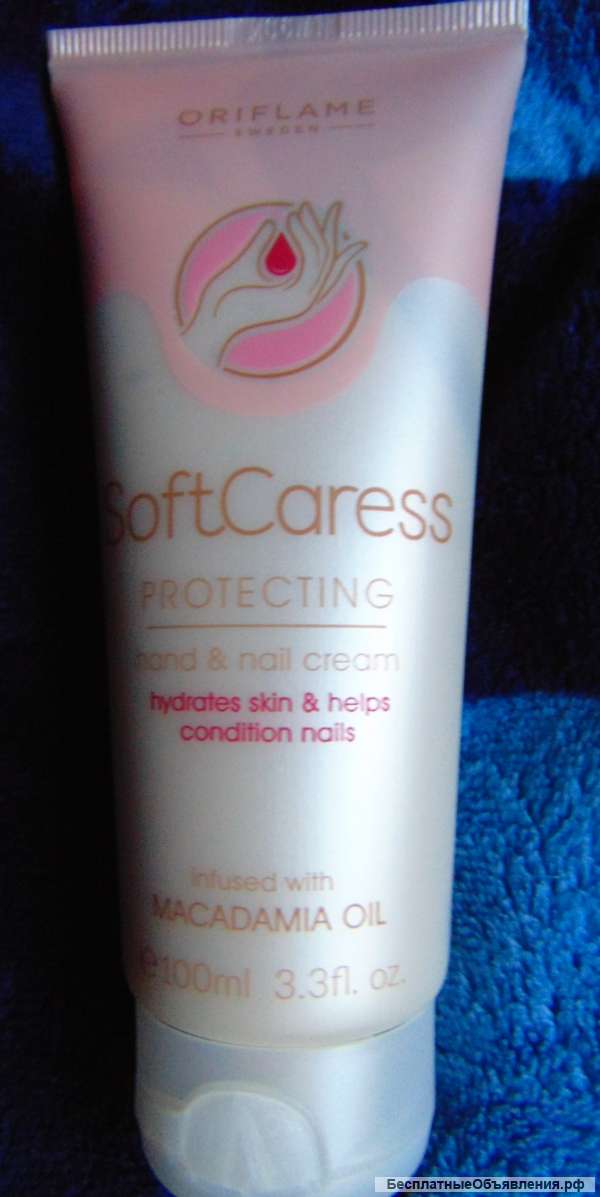 ORIFLAME
SWEDEN
SoftCaress
PROTECTING
hand & nail cream
hydrates skin & helps
condition nails
infused with
MACADAMIA OIL
℮100ml 3.3fl. oz.
БесплатныеОбъявления.рф